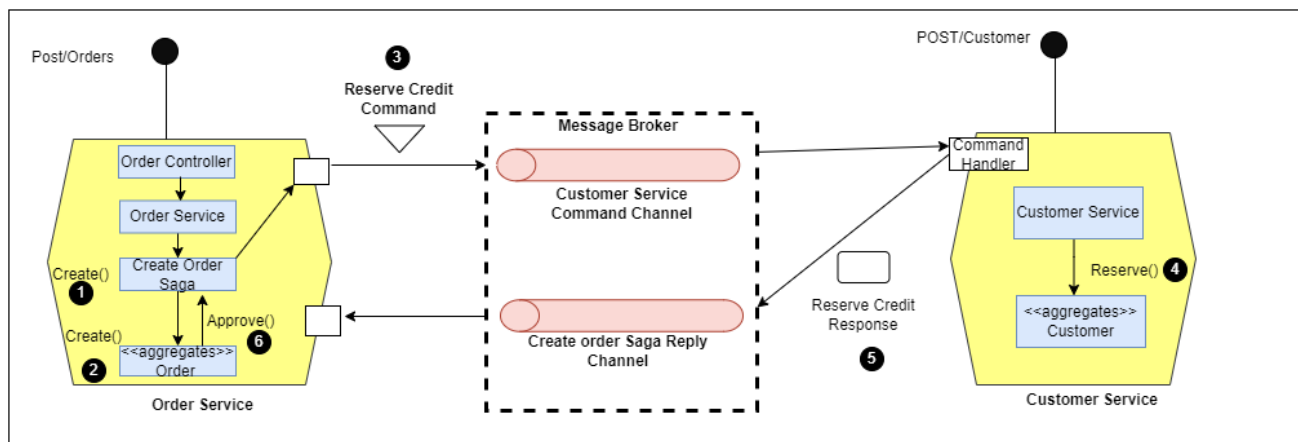 Post/Orders
3
Reserve Credit
Command
POST/Customer
Message Broker
Order Controller
Command
Handler
Order Service
Customer Service
Command Channel
Customer Service
Create()
1
Create Order
Saga
Reserve()
4
Reserve Credit
Response
5
Create()
2
Approve()
6
<<aggregates>>
Order
Create order Saga Reply
Channel
<<aggregates>>
Customer
Order Service
Customer Service